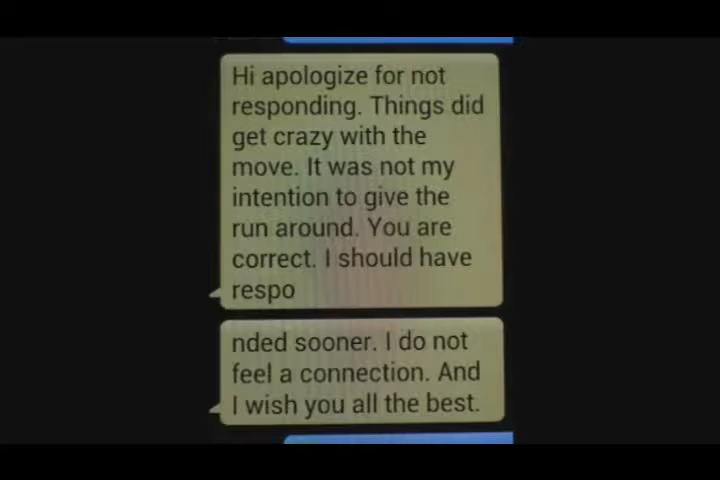 Hi apologize for not
responding. Things did
get crazy with the
move. It was not my
intention to give the
run around. You are
correct. I should have
respo
nded sooner. I do not
feel a connection. And
I wish you all the best.